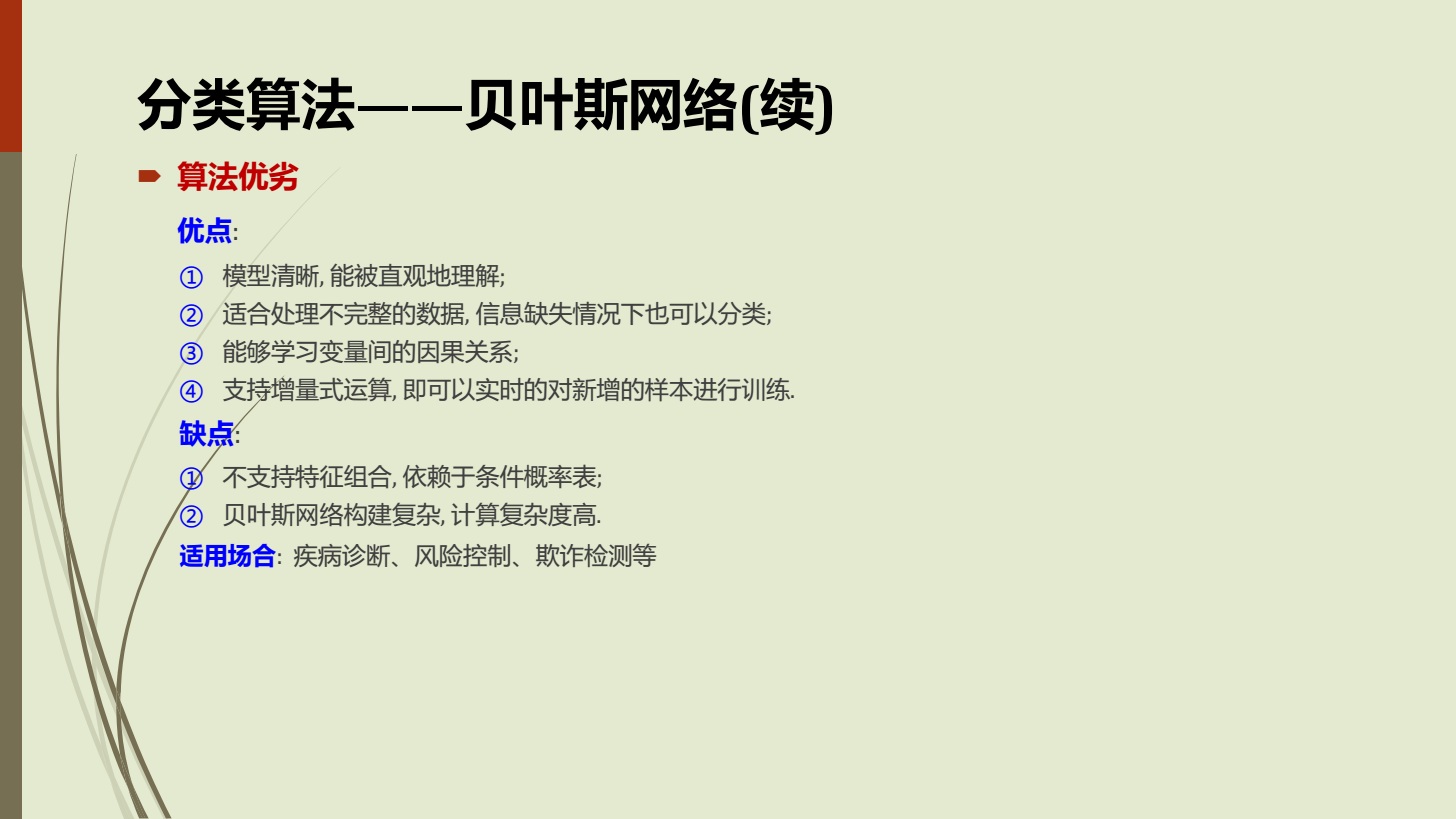 分类算法——贝叶斯网络(续)
算法优劣
优点:
① 模型清晰, 能被直观地理解;
② 适合处理不完整的数据, 信息缺失情况下也可以分类;
③ 能够学习变量间的因果关系;
④ 支持增量式运算, 即可以实时的对新增的样本进行训练.
缺点:
① 不支持特征组合, 依赖于条件概率表;
② 贝叶斯网络构建复杂, 计算复杂度高.
适用场合: 疾病诊断、风险控制、欺诈检测等